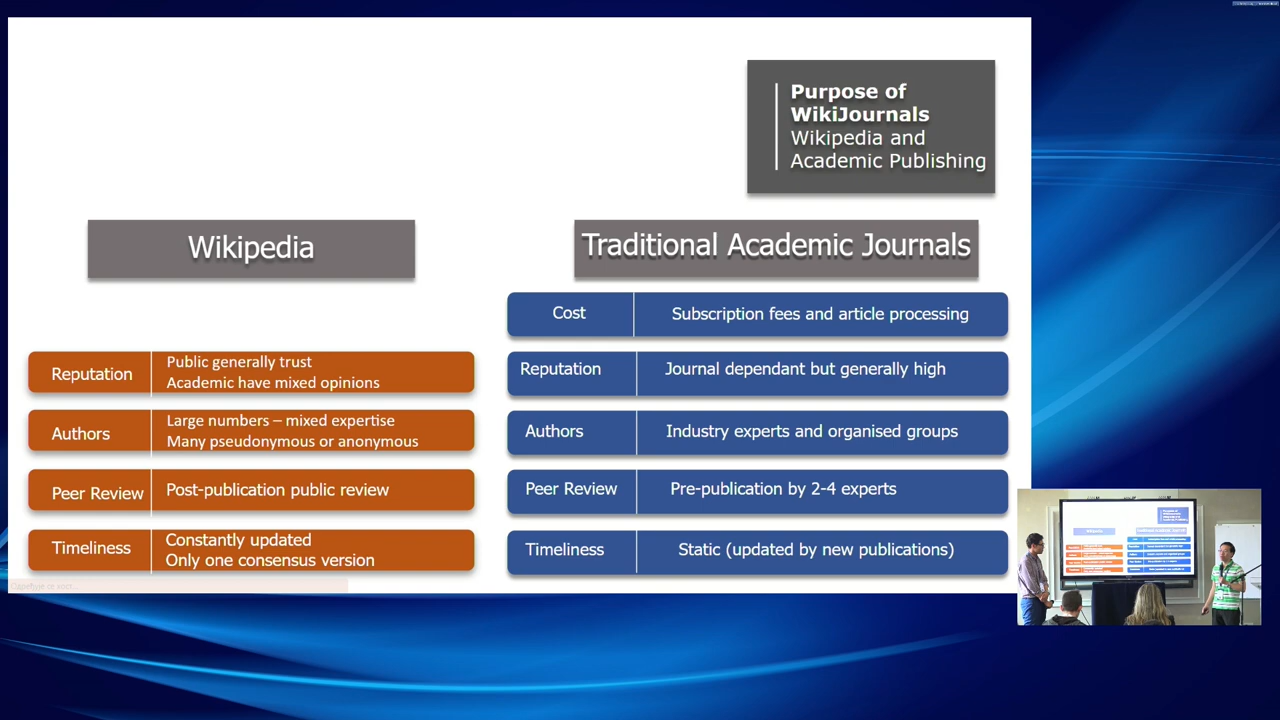 Purpose of
WikiJournals
Wikipedia and
Academic Publishing
Wikipedia
Reputation
Public generally trust
Academic have mixed opinions
Authors
Large numbers – mixed expertise
Many pseudonymous or anonymous
Peer Review
Post-publication public review
Timeliness
Constantly updated
Only one consensus version
Traditional Academic Journals
Cost
Subscription fees and article processing
Reputation
Journal dependant but generally high
Authors
Industry experts and organised groups
Peer Review
Pre-publication by 2-4 experts
Timeliness
Static (updated by new publications)